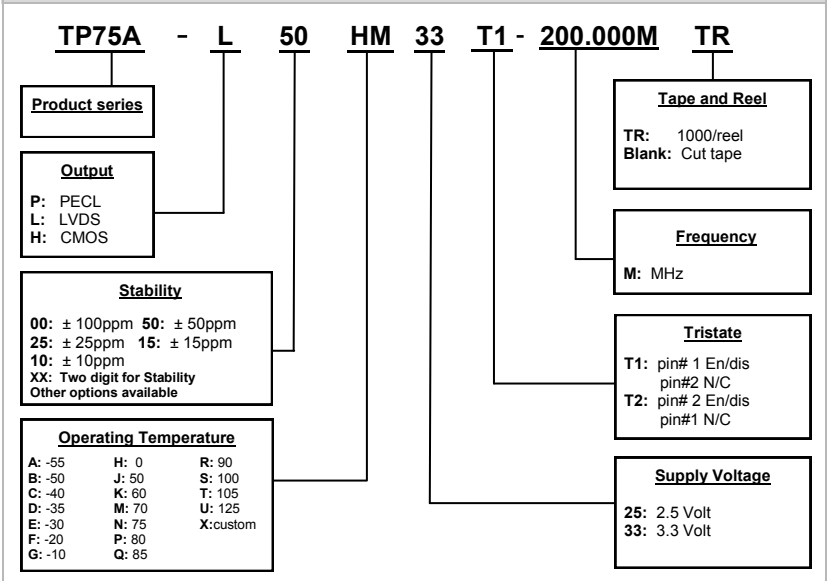 TP75A - L 50 HM 33 T1 - 200.000M TR
Product series
Output
P: PECL
L: LVDS
H: CMOS
Stability
00: ± 100ppm 50: ± 50ppm
25: ± 25ppm 15: ± 15ppm
10: ± 10ppm
XX: Two digit for Stability
Other options available
Operating Temperature
A: -55 H: 0 R: 90
B: -50 J: 50 S: 100
C: -40 K: 60 T: 105
D: -35 M: 70 U: 125
E: -30 N: 75 X:custom
F: -20 P: 80
G: -10 Q: 85
Tape and Reel
TR: 1000/reel
Blank: Cut tape
Frequency
M: MHz
Tristate
T1: pin# 1 En/dis
pin#2 N/C
T2: pin# 2 En/dis
pin#1 N/C
Supply Voltage
25: 2.5 Volt
33: 3.3 Volt